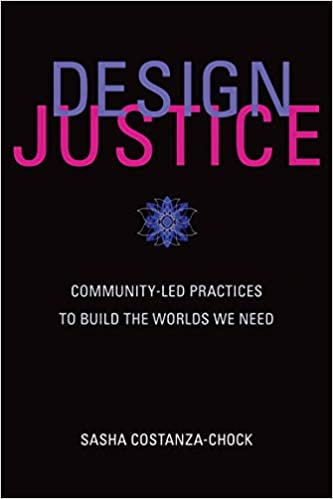 DESIGN
JUSTICE
COMMUNITY-LED PRACTICES
TO BUILD THE WORLDS WE NEED
SASHA COSTANZA-CHOCK